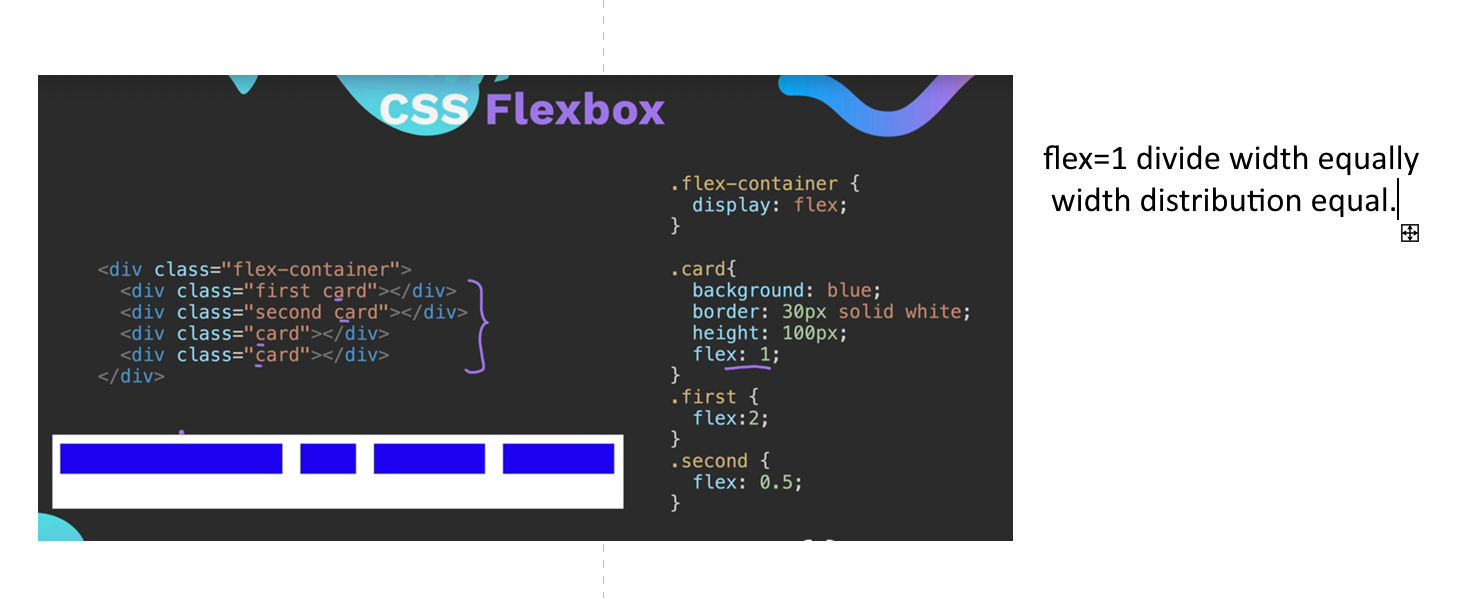 CSS Flexbox
<div class="flex-container">
<div class="first card"></div>
<div class="second card"></div>
<div class="card"></div>
<div class="card"></div>
</div>
.flex-container {
display: flex;
}
.card{
background: blue;
border: 30px solid white;
height: 100px;
flex: 1;
}
.first {
flex:2;
}
.second {
flex: 0.5;
}
flex=1 divide width equally
width distribution equal.